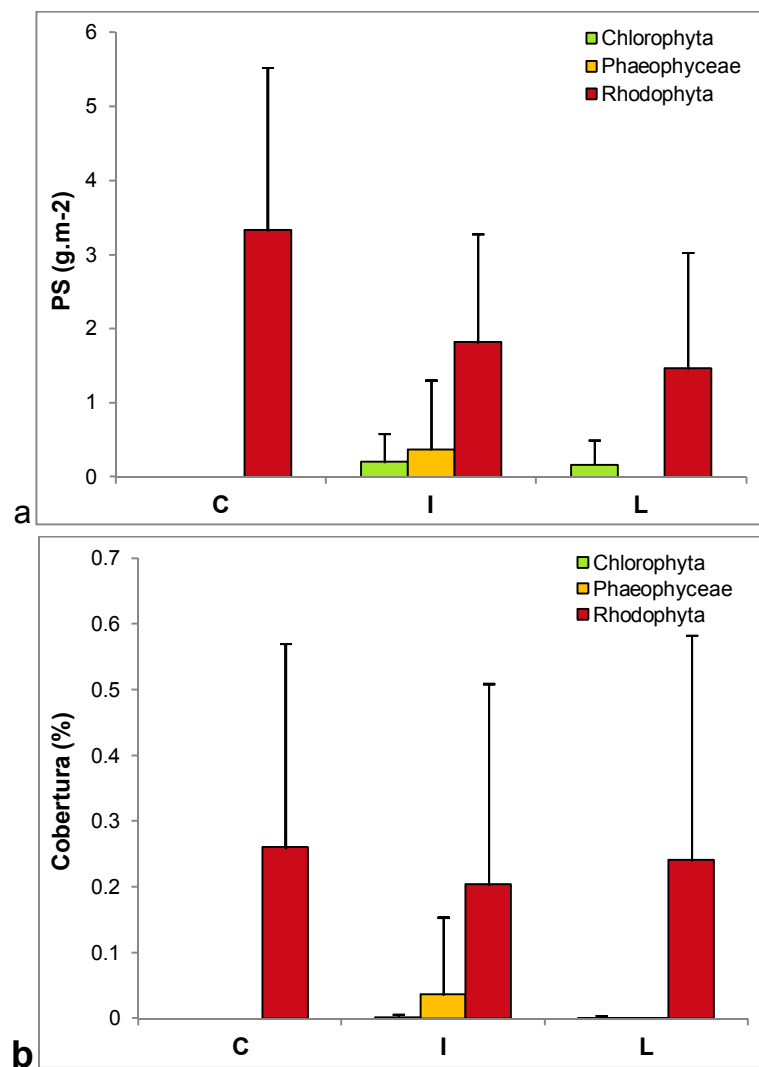 6
5
4
3
2
1
0
PS (g.m-2)
Chlorophyta
Phaeophyceae
Rhodophyta
C I L
a
0.7
0.6
0.5
0.4
0.3
0.2
0.1
0
Cobertura (%)
Chlorophyta
Phaeophyceae
Rhodophyta
C I L
b